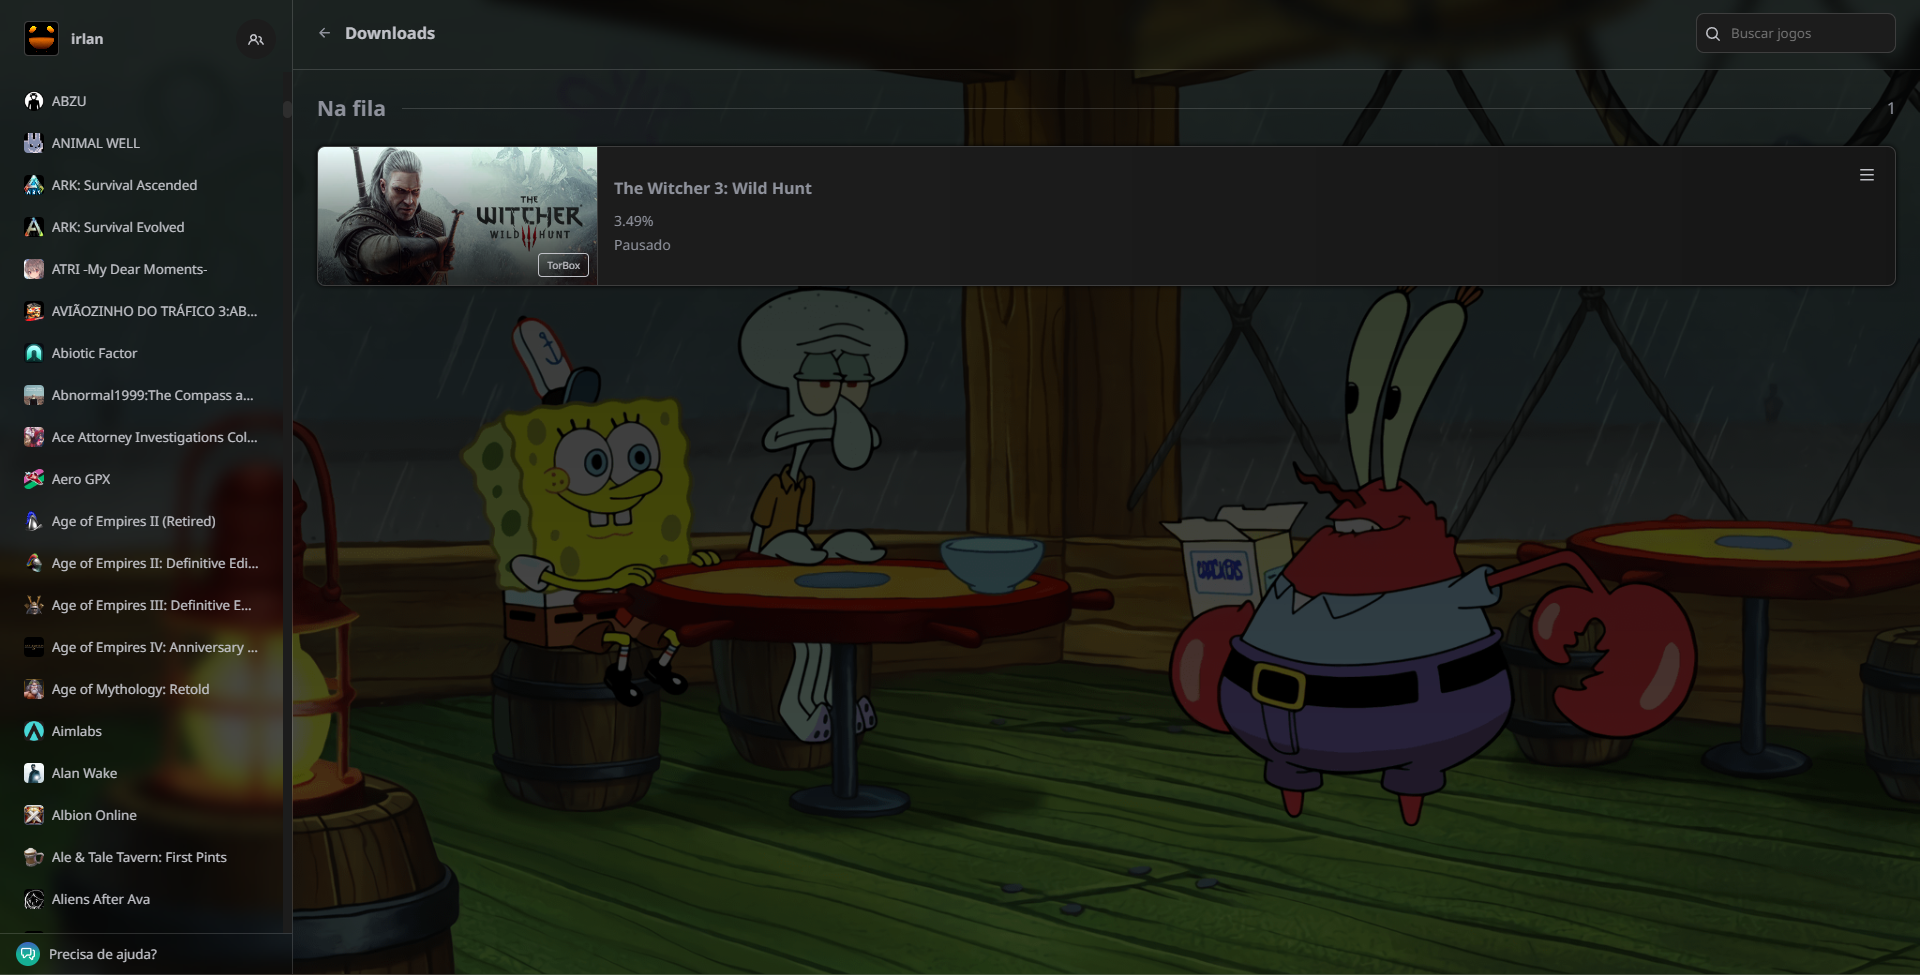 irlan
ABZU
ANIMAL WELL
ARK: Survival Ascended
ARK: Survival Evolved
ATRI -My Dear Moments-
AVIÃOZINHO DO TRÁFICO 3:AB...
Abiotic Factor
Abnormal1999:The Compass a...
Ace Attorney Investigations Col...
Aero GPX
Age of Empires II (Retired)
Age of Empires II: Definitive Edi...
Age of Empires III: Definitive E...
Age of Empires IV: Anniversary ...
Age of Mythology: Retold
Aimlabs
Alan Wake
Albion Online
Ale & Tale Tavern: First Pints
Aliens After Ava
Precisa de ajuda?
Downloads
Buscar jogos
Na fila
1
THE
WITCHER
WILD HUNT
TorBox
The Witcher 3: Wild Hunt
3.49%
Pausado
CRACKERS